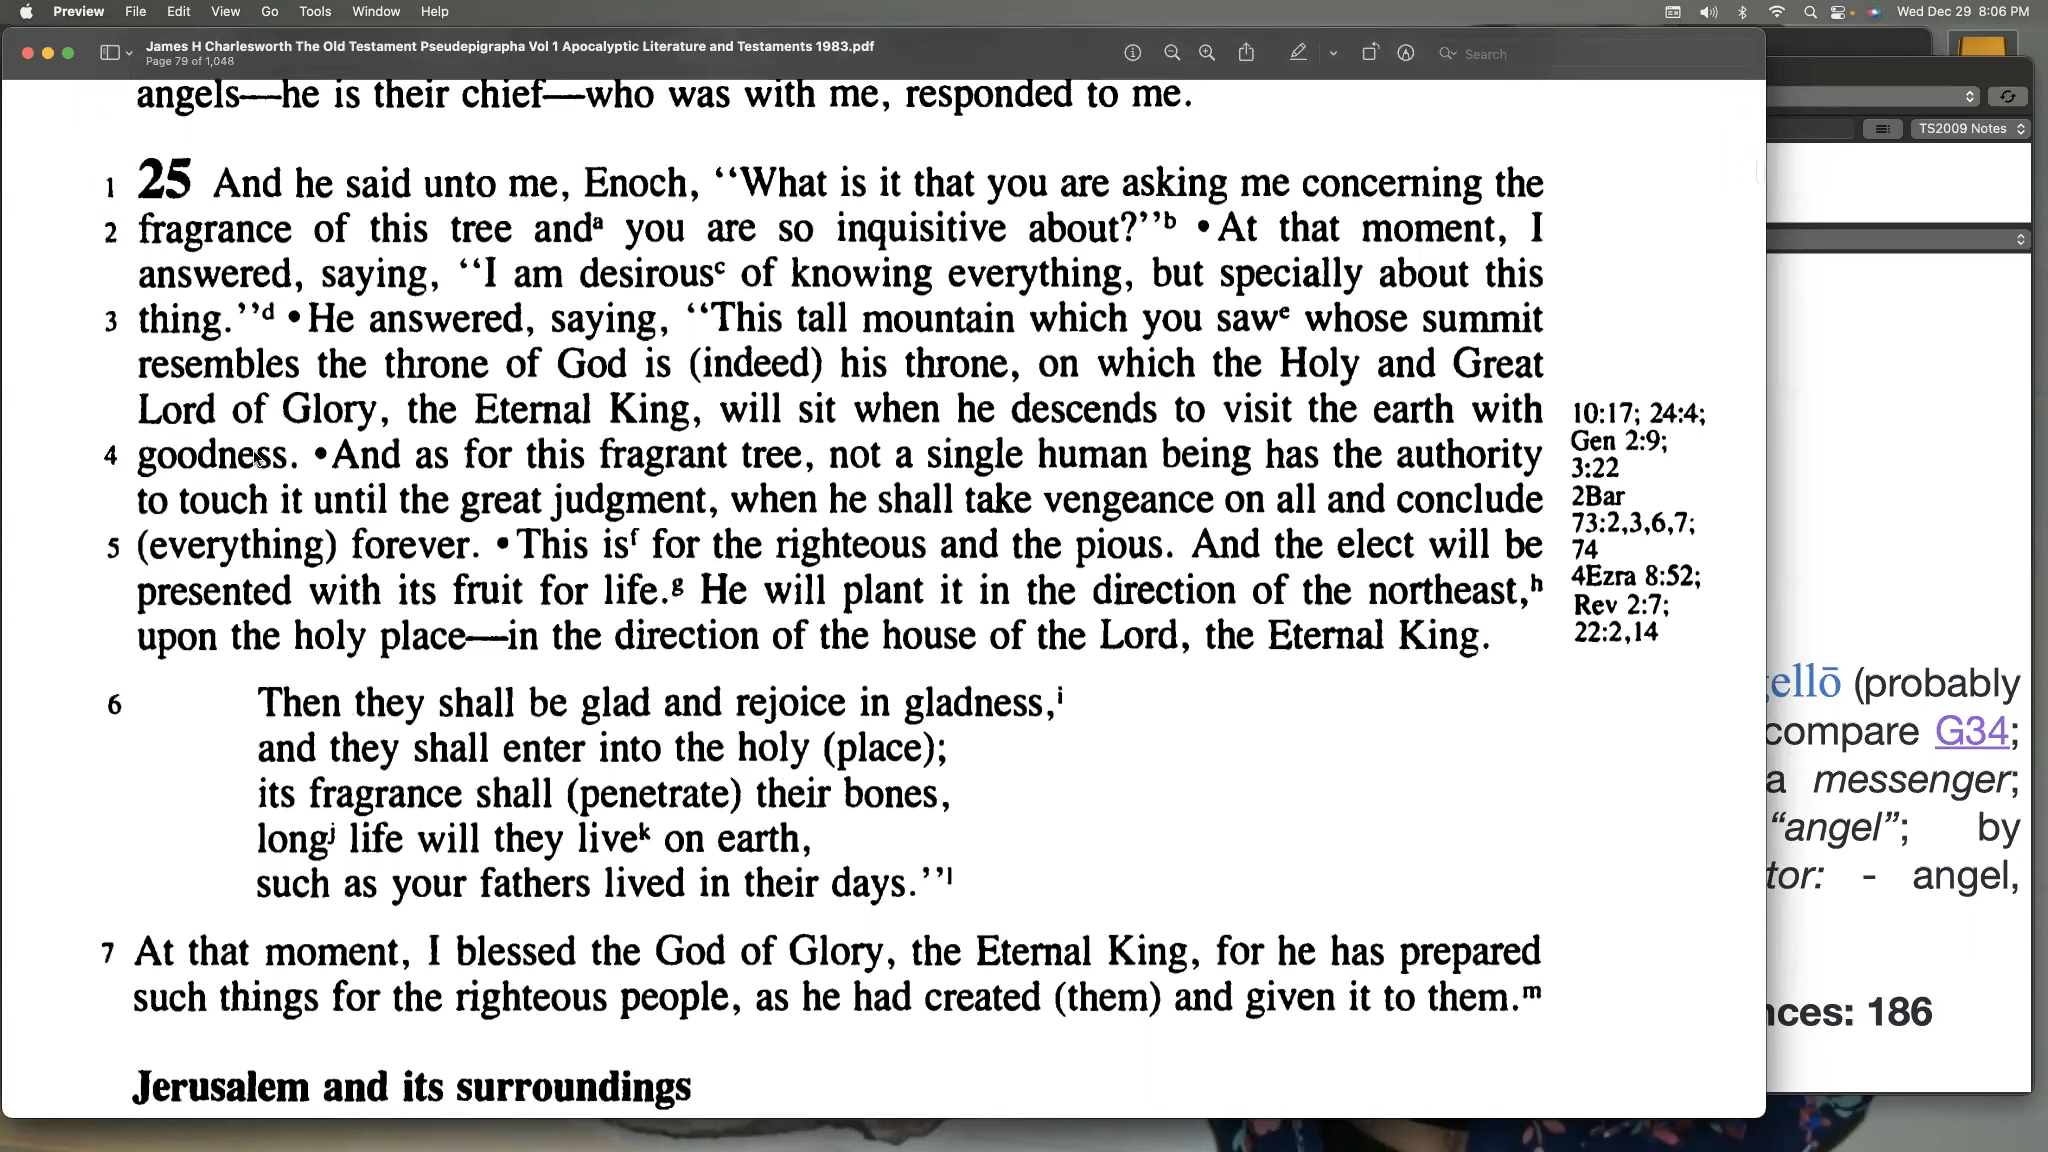 Preview File Edit View Go Tools Window Help
Wed Dec 29 8:06 PM
James H Charlesworth The Old Testament Pseudepigrapha Vol 1 Apocalyptic Literature and Testaments 1983.pdf
Page 79 of 1,048
Search
TS2009 Notes
angels—he is their chief—who was with me, responded to me.
1 25 And he said unto me, Enoch, ‘‘What is it that you are asking me concerning the
2 fragrance of this tree andᵃ you are so inquisitive about?’’ᵇ •At that moment, I
answered, saying, ‘‘I am desirousᶜ of knowing everything, but specially about this
3 thing.’’ᵈ •He answered, saying, ‘‘This tall mountain which you sawᵉ whose summit
resembles the throne of God is (indeed) his throne, on which the Holy and Great
Lord of Glory, the Eternal King, will sit when he descends to visit the earth with
4 goodness. •And as for this fragrant tree, not a single human being has the authority
to touch it until the great judgment, when he shall take vengeance on all and conclude
5 (everything) forever. •This isᶠ for the righteous and the pious. And the elect will be
presented with its fruit for life.ᵍ He will plant it in the direction of the northeast,ʰ
upon the holy place—in the direction of the house of the Lord, the Eternal King.
10:17; 24:4;
Gen 2:9;
3:22
2Bar
73:2,3,6,7;
74
4Ezra 8:52;
Rev 2:7;
22:2,14
6 Then they shall be glad and rejoice in gladness,ⁱ
and they shall enter into the holy (place);
its fragrance shall (penetrate) their bones,
longʲ life will they liveᵏ on earth,
such as your fathers lived in their days.’’ˡ
7 At that moment, I blessed the God of Glory, the Eternal King, for he has prepared
such things for the righteous people, as he had created (them) and given it to them.ᵐ
Jerusalem and its surroundings
ellō (probably
compare G34;
a messenger;
“angel”; by
tor: - angel,
nces: 186